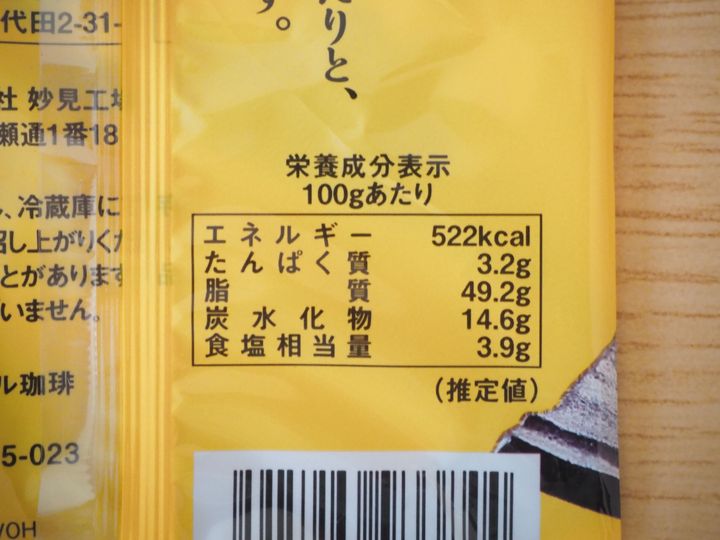 代田2-31-
社 妙見工場
瀬通1番18
、冷蔵庫に
召し上がりくだ
とがあります
いません。
ル珈琲
5-023
/OH
たりと、
す。
栄養成分表示
100gあたり
エネルギー 522kcal
たんぱく質 3.2g
脂質 49.2g
炭水化物 14.6g
食塩相当量 3.9g
(推定値)